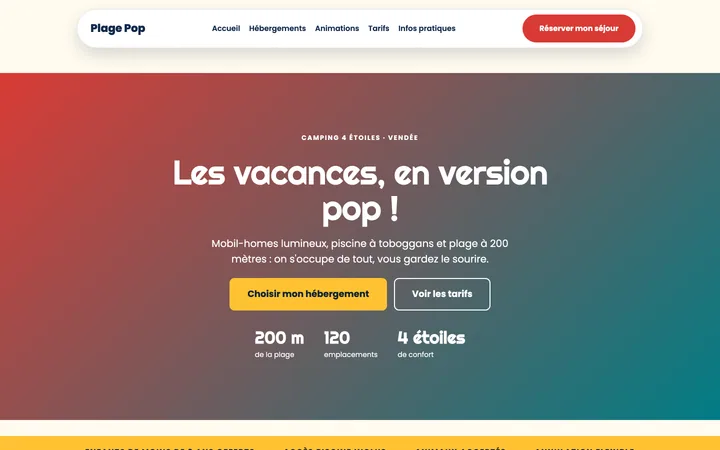 Plage Pop
Accueil Hébergements Animations Tarifs Infos pratiques
Réserver mon séjour
CAMPING 4 ÉTOILES · VENDÉE
Les vacances, en version
pop !
Mobil-homes lumineux, piscine à toboggans et plage à 200
mètres : on s'occupe de tout, vous gardez le sourire.
Choisir mon hébergement
Voir les tarifs
200 m
de la plage
120
emplacements
4 étoiles
de confort